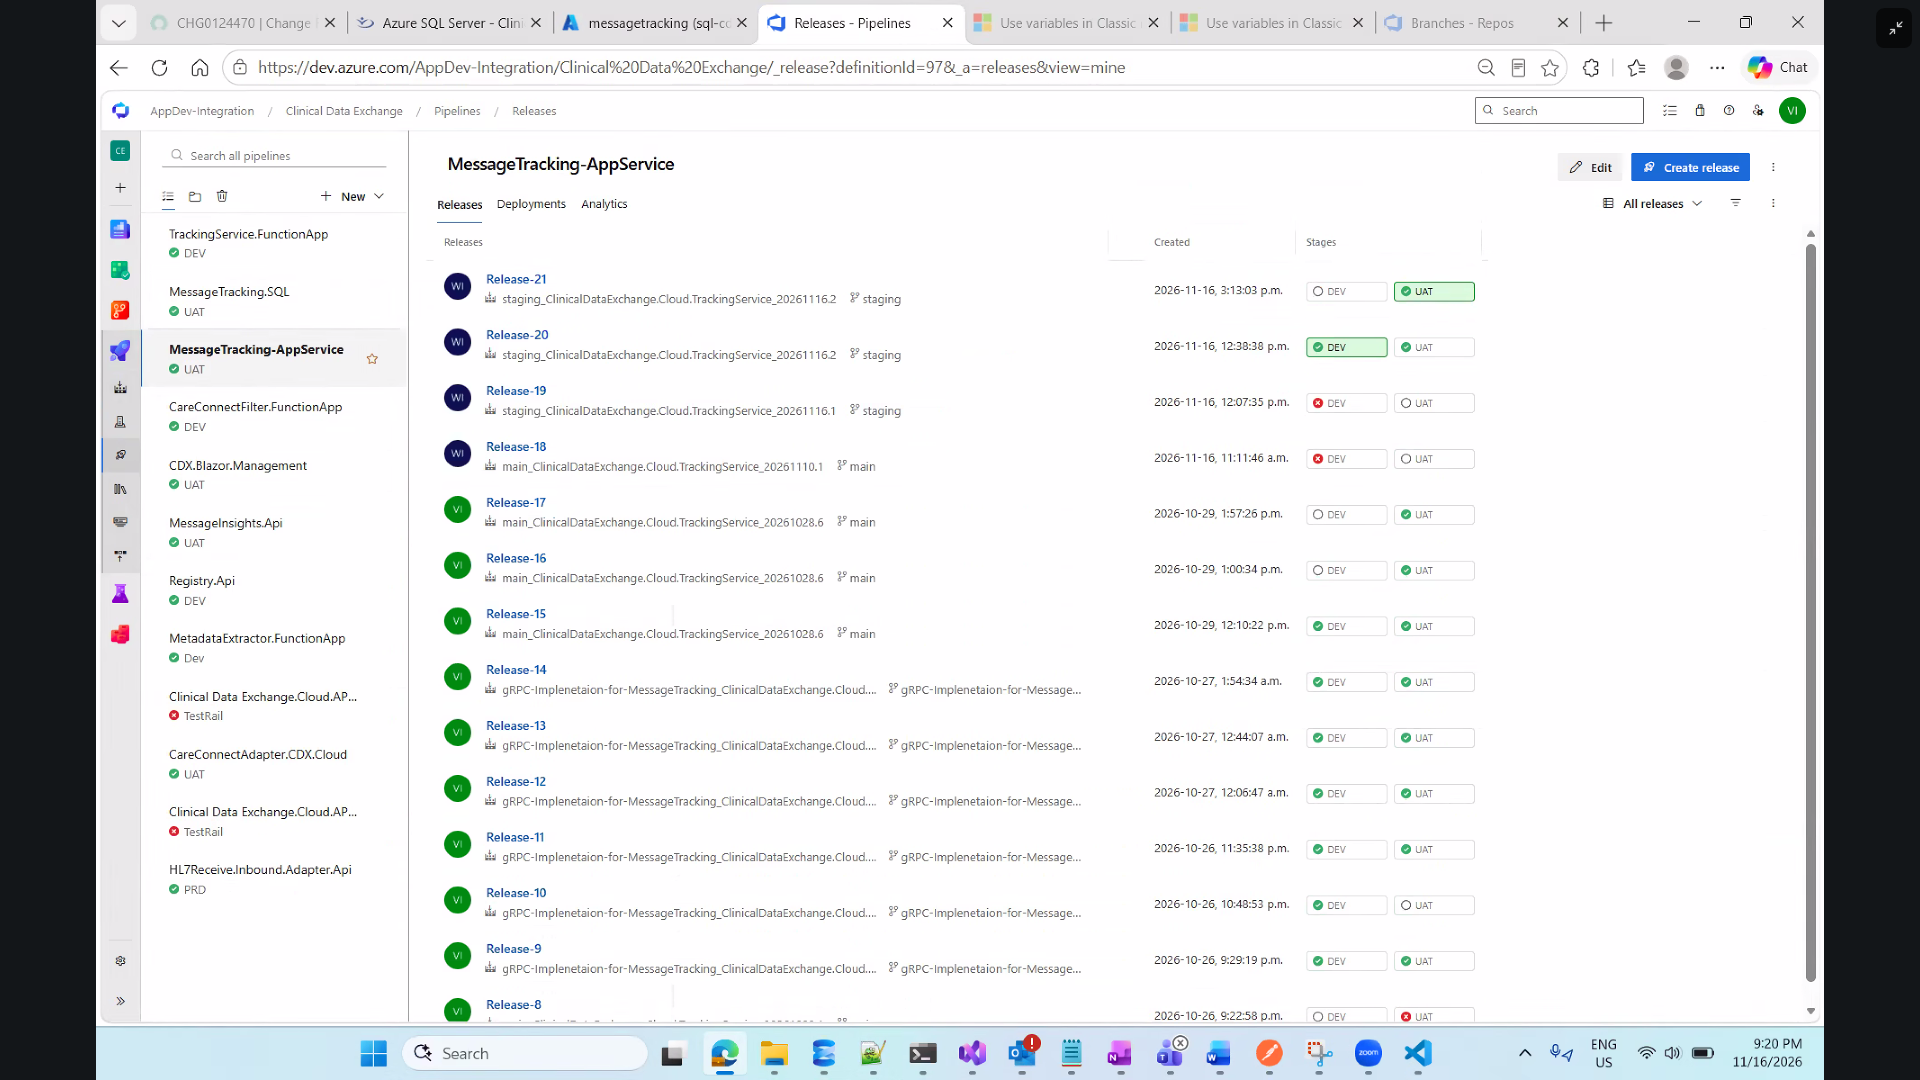 CHG0124470 | Change
Azure SQL Server - Clini
messagetracking (sql-co
Releases - Pipelines
Use variables in Classic
Use variables in Classic
Branches - Repos
https://dev.azure.com/AppDev-Integration/Clinical%20Data%20Exchange/_release?definitionId=97&_a=releases&view=mine
Chat
AppDev-Integration / Clinical Data Exchange / Pipelines / Releases
Search
VI
CE
Search all pipelines
New
TrackingService.FunctionApp
DEV
MessageTracking.SQL
UAT
MessageTracking-AppService
UAT
CareConnectFilter.FunctionApp
DEV
CDX.Blazor.Management
UAT
MessageInsights.Api
UAT
Registry.Api
DEV
MetadataExtractor.FunctionApp
Dev
Clinical Data Exchange.Cloud.AP...
TestRail
CareConnectAdapter.CDX.Cloud
UAT
Clinical Data Exchange.Cloud.AP...
TestRail
HL7Receive.Inbound.Adapter.Api
PRD
MessageTracking-AppService
Edit
Create release
Releases Deployments Analytics
All releases
Releases Created Stages
WI Release-21
staging_ClinicalDataExchange.Cloud.TrackingService_20261116.2 staging
2026-11-16, 3:13:03 p.m. DEV UAT
WI Release-20
staging_ClinicalDataExchange.Cloud.TrackingService_20261116.2 staging
2026-11-16, 12:38:38 p.m. DEV UAT
WI Release-19
staging_ClinicalDataExchange.Cloud.TrackingService_20261116.1 staging
2026-11-16, 12:07:35 p.m. DEV UAT
WI Release-18
main_ClinicalDataExchange.Cloud.TrackingService_20261110.1 main
2026-11-16, 11:11:46 a.m. DEV UAT
VI Release-17
main_ClinicalDataExchange.Cloud.TrackingService_20261028.6 main
2026-10-29, 1:57:26 p.m. DEV UAT
VI Release-16
main_ClinicalDataExchange.Cloud.TrackingService_20261028.6 main
2026-10-29, 1:00:34 p.m. DEV UAT
VI Release-15
main_ClinicalDataExchange.Cloud.TrackingService_20261028.6 main
2026-10-29, 12:10:22 p.m. DEV UAT
VI Release-14
gRPC-Implenetaion-for-MessageTracking_ClinicalDataExchange.Cloud.... gRPC-Implenetaion-for-Message...
2026-10-27, 1:54:34 a.m. DEV UAT
VI Release-13
gRPC-Implenetaion-for-MessageTracking_ClinicalDataExchange.Cloud.... gRPC-Implenetaion-for-Message...
2026-10-27, 12:44:07 a.m. DEV UAT
VI Release-12
gRPC-Implenetaion-for-MessageTracking_ClinicalDataExchange.Cloud.... gRPC-Implenetaion-for-Message...
2026-10-27, 12:06:47 a.m. DEV UAT
VI Release-11
gRPC-Implenetaion-for-MessageTracking_ClinicalDataExchange.Cloud.... gRPC-Implenetaion-for-Message...
2026-10-26, 11:35:38 p.m. DEV UAT
VI Release-10
gRPC-Implenetaion-for-MessageTracking_ClinicalDataExchange.Cloud.... gRPC-Implenetaion-for-Message...
2026-10-26, 10:48:53 p.m. DEV UAT
VI Release-9
gRPC-Implenetaion-for-MessageTracking_ClinicalDataExchange.Cloud.... gRPC-Implenetaion-for-Message...
2026-10-26, 9:29:19 p.m. DEV UAT
VI Release-8
2026-10-26, 9:22:58 p.m. DEV UAT
Search
zoom
ENG
US
9:20 PM
11/16/2026